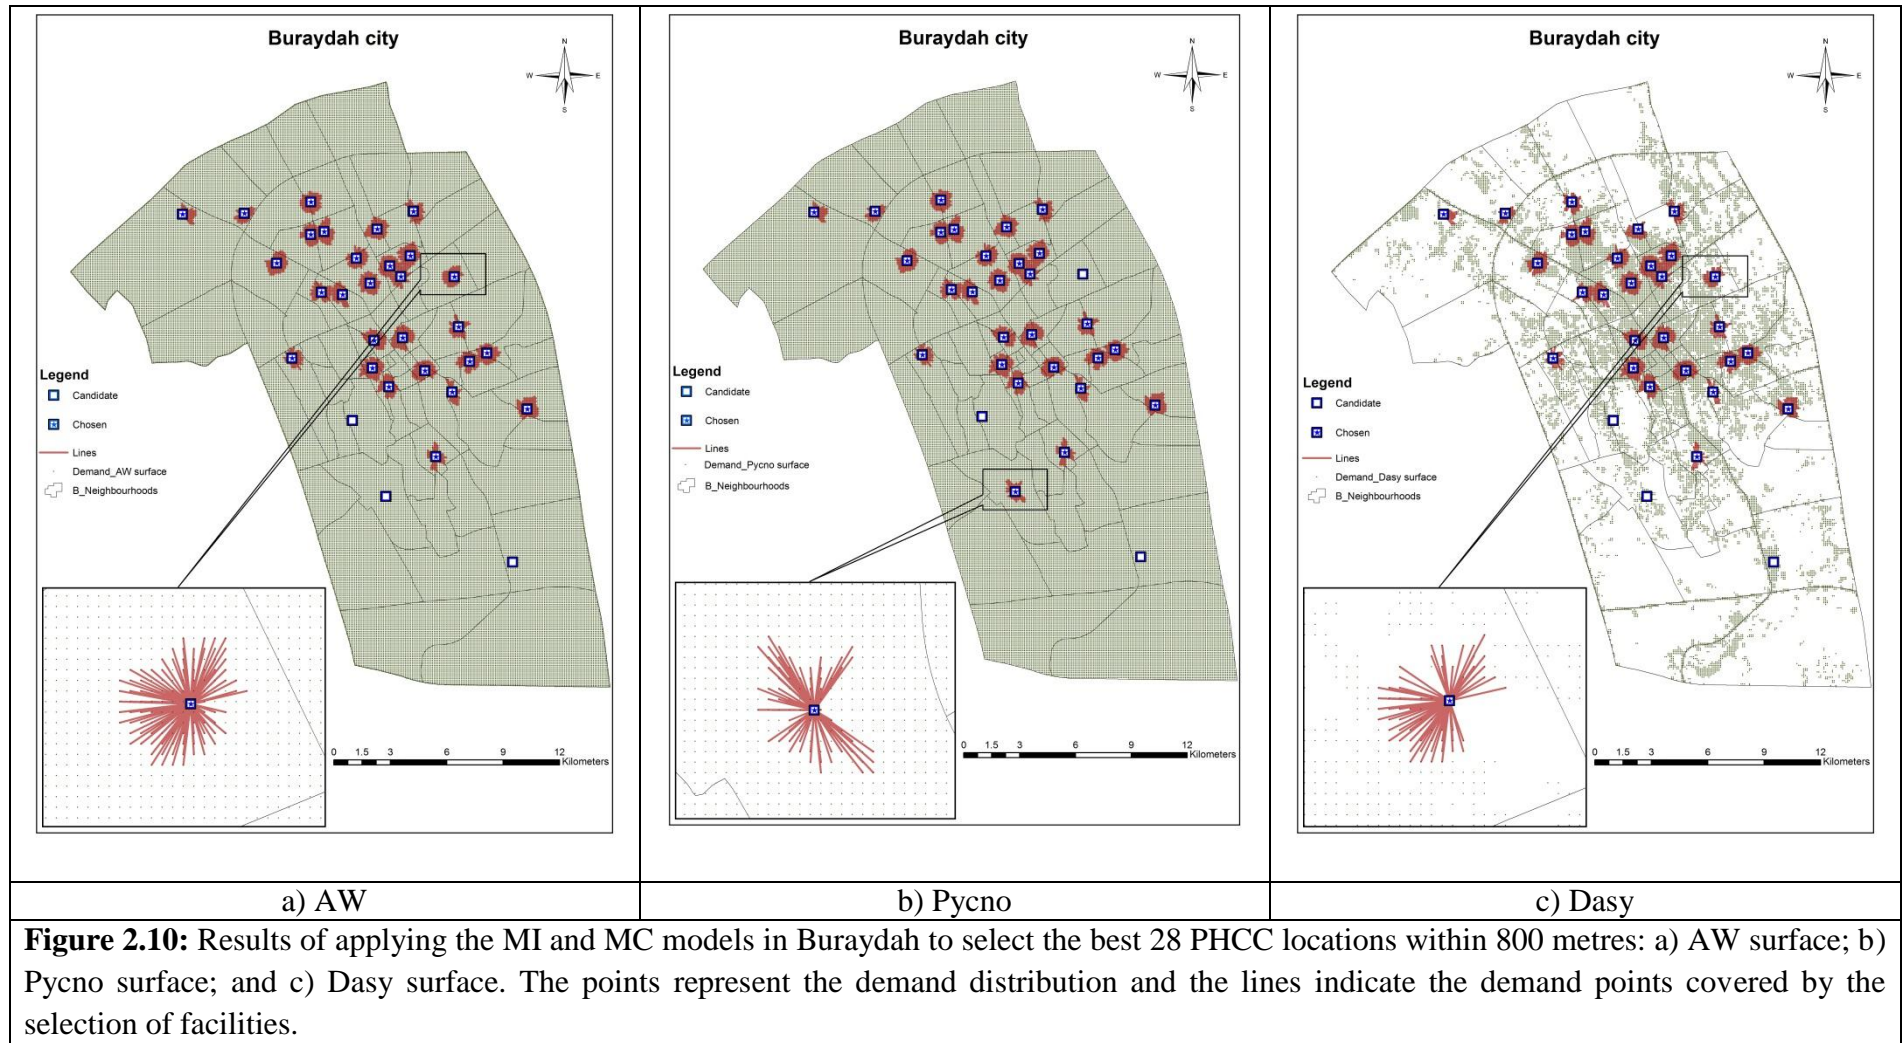 Buraydah city
N
W
E
S
Legend
Candidate
Chosen
Lines
Demand_AW surface
B_Neighbourhoods
0 1.5 3 6 9 12
Kilometers
Buraydah city
N
W
E
S
Legend
Candidate
Chosen
Lines
Demand_Pycno surface
B_Neighbourhoods
0 1.5 3 6 9 12
Kilometers
Buraydah city
N
W
E
S
Legend
Candidate
Chosen
Lines
Demand_Dasy surface
B_Neighbourhoods
0 1.5 3 6 9 12
Kilometers
a) AW
b) Pycno
c) Dasy
Figure 2.10: Results of applying the MI and MC models in Buraydah to select the best 28 PHCC locations within 800 metres: a) AW surface; b)
Pycno surface; and c) Dasy surface. The points represent the demand distribution and the lines indicate the demand points covered by the
selection of facilities.